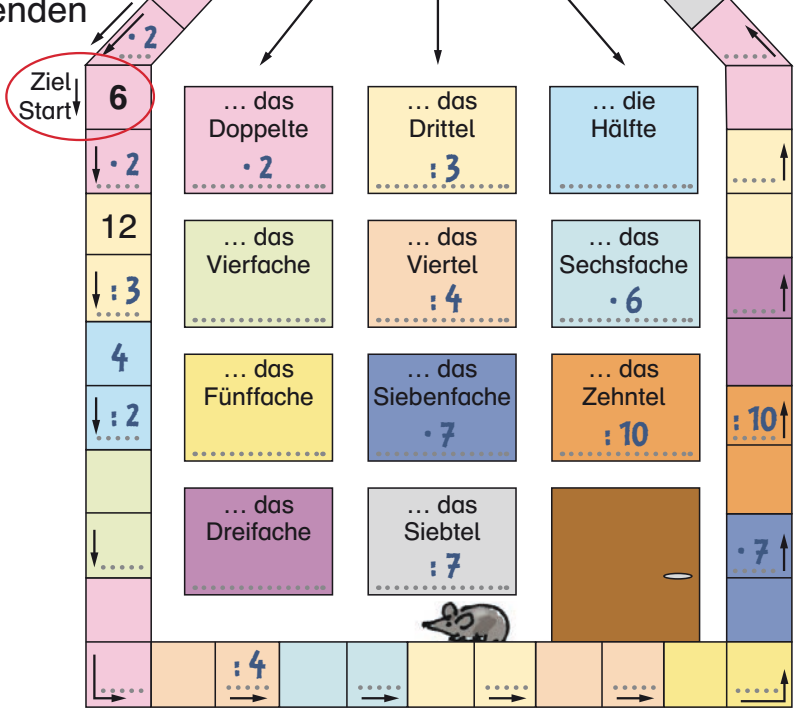 enden
· 2
Ziel
Start
6
· 2
12
: 3
4
: 2
… das
Doppelte
· 2
… das
Drittel
: 3
… die
Hälfte
… das
Vierfache
… das
Viertel
: 4
… das
Sechsfache
· 6
… das
Fünffache
… das
Siebenfache
· 7
… das
Zehntel
: 10
… das
Dreifache
… das
Siebtel
: 7
: 10
· 7
: 4